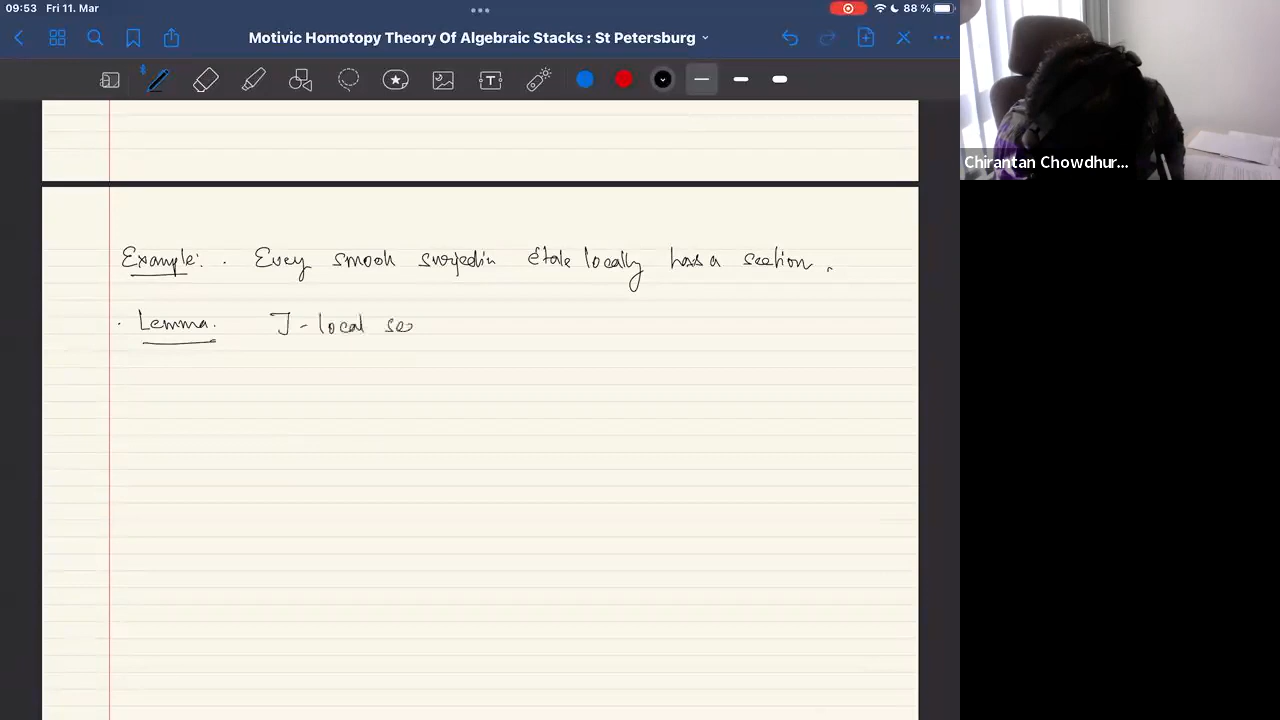 09:53 Fri 11. Mar
88 %
Motivic Homotopy Theory Of Algebraic Stacks : St Petersburg
Chirantan Chowdhur...
Example: . Every smooth surjection étale locally has a section .
. Lemma. J - local sec